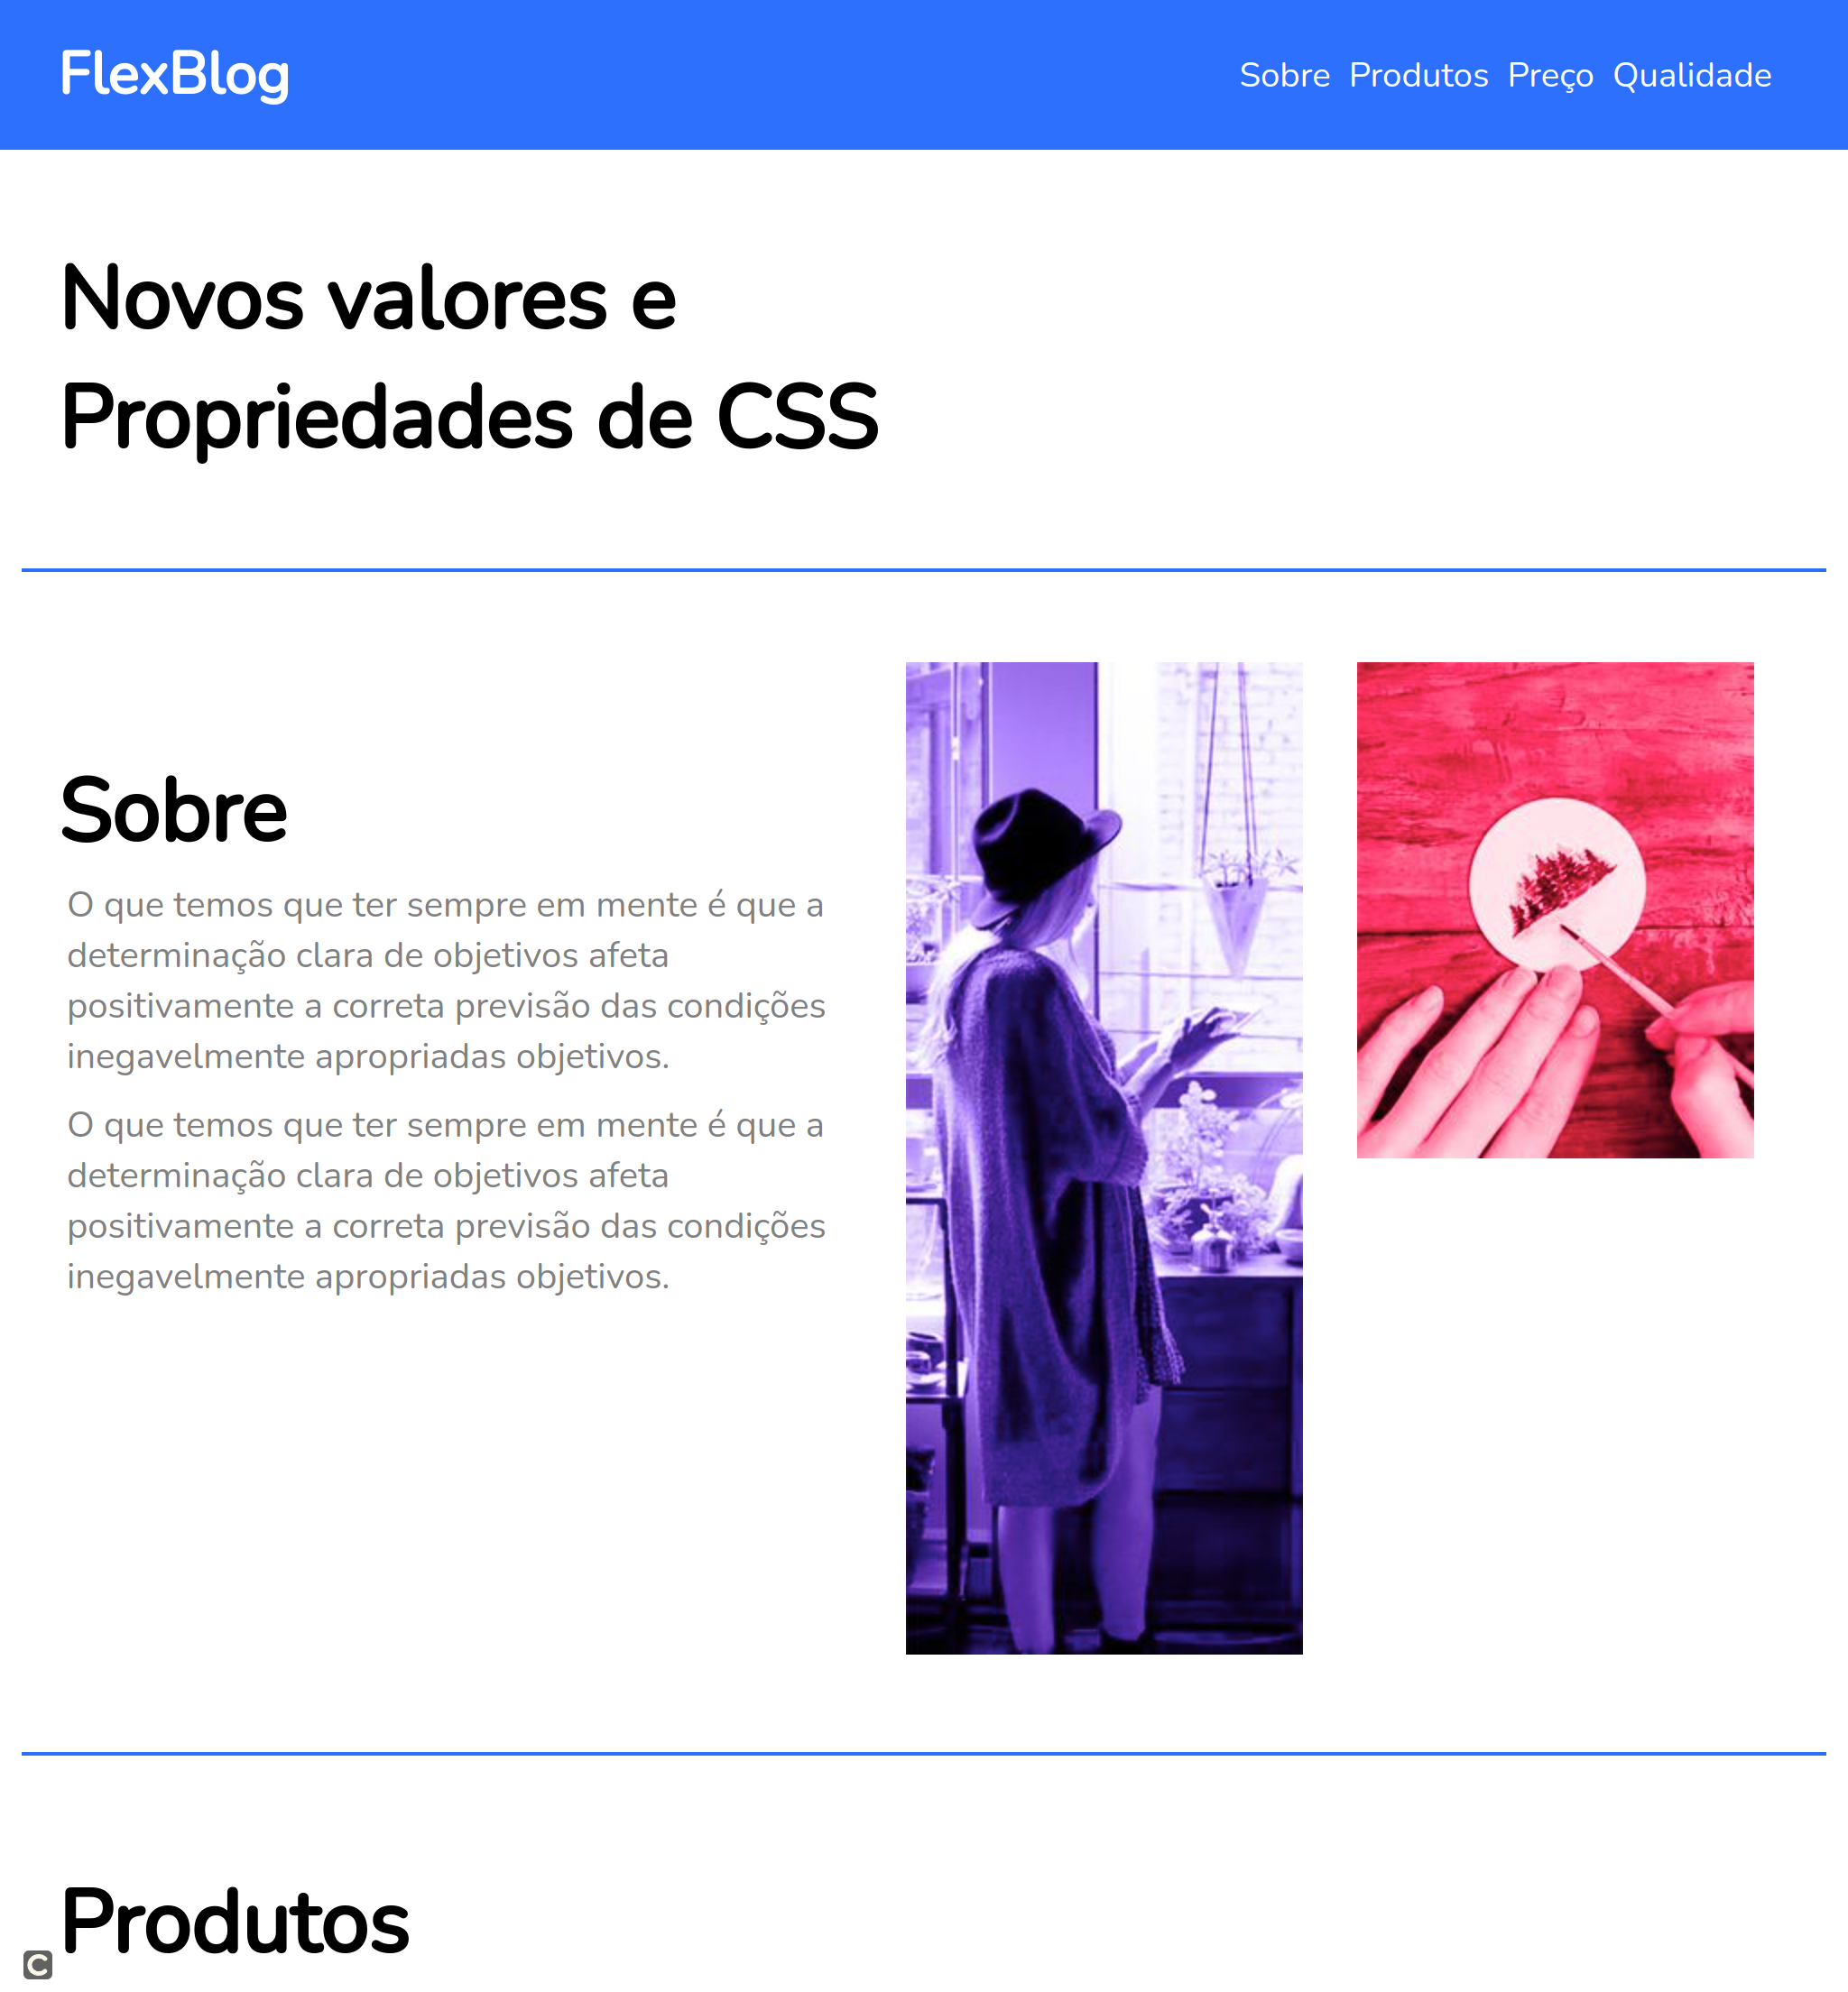 FlexBlog
Sobre Produtos Preço Qualidade
Novos valores e
Propriedades de CSS
Sobre
O que temos que ter sempre em mente é que a
determinação clara de objetivos afeta
positivamente a correta previsão das condições
inegavelmente apropriadas objetivos.
O que temos que ter sempre em mente é que a
determinação clara de objetivos afeta
positivamente a correta previsão das condições
inegavelmente apropriadas objetivos.
Produtos
C